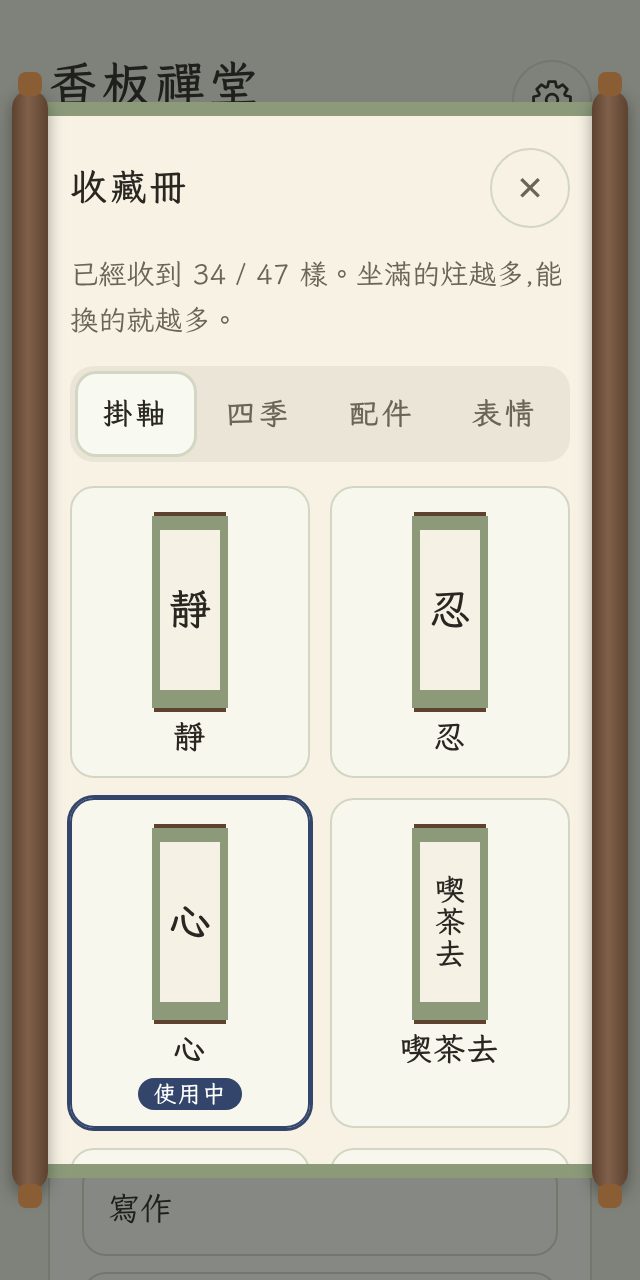 香板禪堂
收藏冊
已經收到 34 / 47 樣。坐滿的炷越多,能
換的就越多。
掛軸 四季 配件 表情
靜 忍
靜 忍
心 喫茶去
心 喫茶去
使用中
寫作